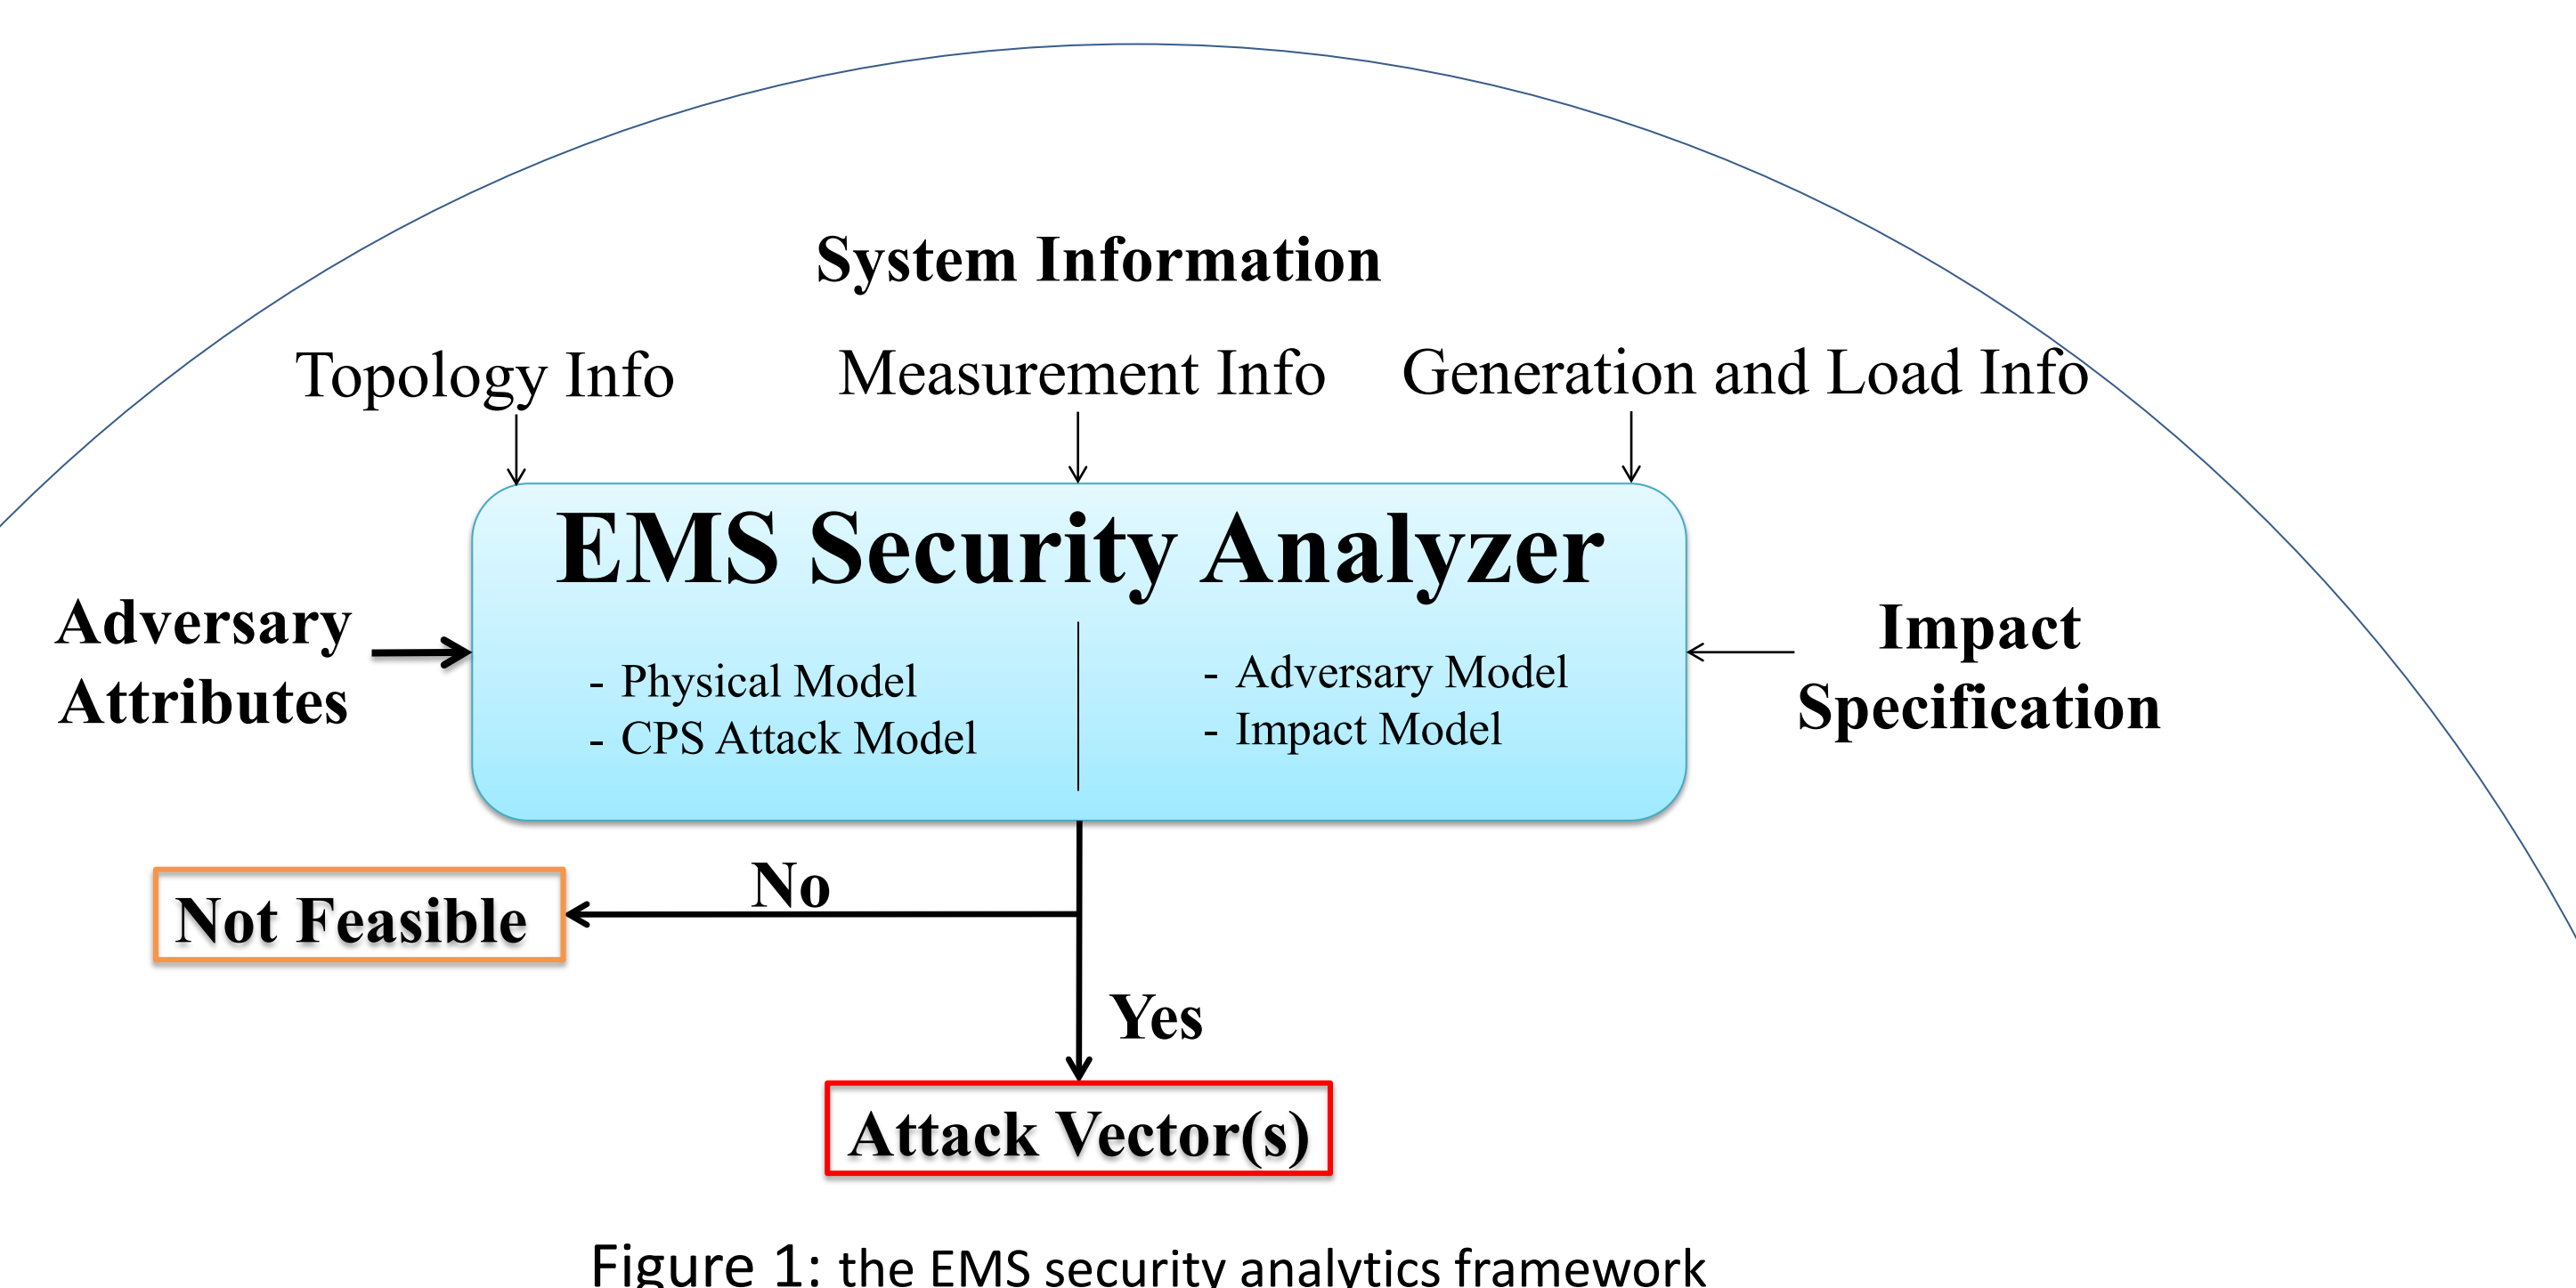 System Information
Topology Info
Measurement Info
Generation and Load Info
EMS Security Analyzer
Adversary
Attributes
- Physical Model
- CPS Attack Model
- Adversary Model
- Impact Model
Impact
Specification
No
Not Feasible
Yes
Attack Vector(s)
Figure 1: the EMS security analytics framework